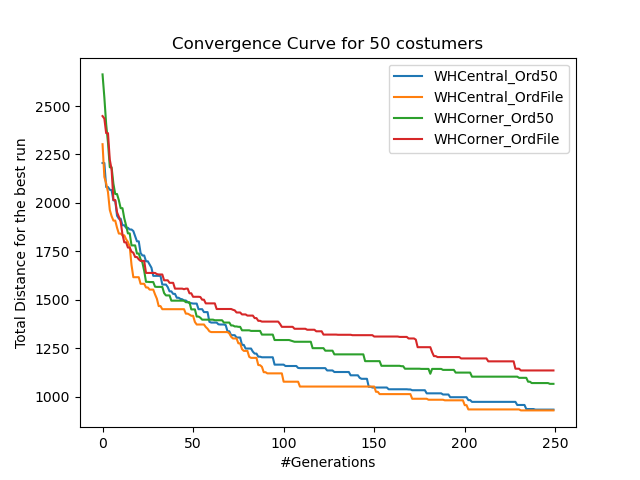 Convergence Curve for 50 costumers
Total Distance for the best run
2500
2250
2000
1750
1500
1250
1000
WHCentral_Ord50
WHCentral_OrdFile
WHCorner_Ord50
WHCorner_OrdFile
0 50 100 150 200 250
#Generations